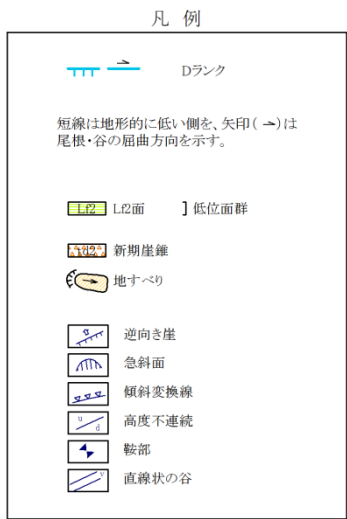 凡 例
Dランク
短線は地形的に低い側を、矢印( ⇀)は
尾根・谷の屈曲方向を示す。
Lf2 Lf2面 ] 低位面群
td2 新期崖錐
地すべり
逆向き崖
急斜面
傾斜変換線
u d 高度不連続
鞍部
v 直線状の谷